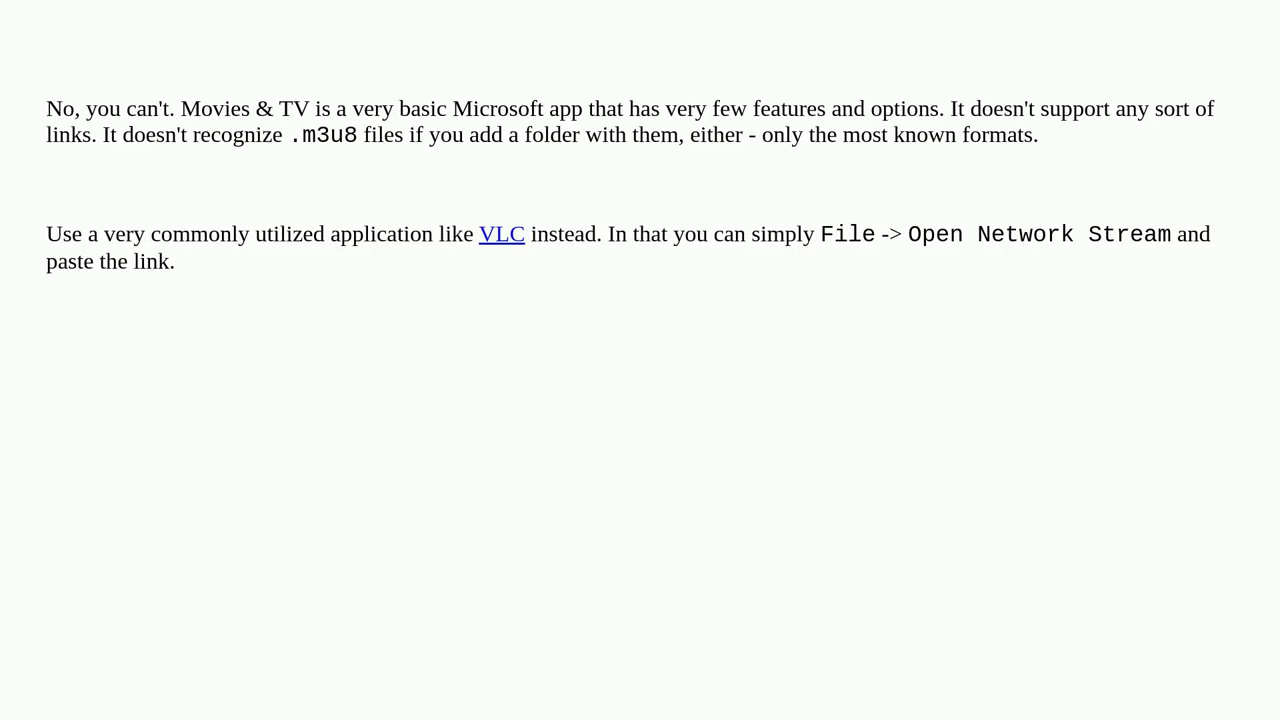 No, you can't. Movies & TV is a very basic Microsoft app that has very few features and options. It doesn't support any sort of
links. It doesn't recognize .m3u8 files if you add a folder with them, either - only the most known formats.
Use a very commonly utilized application like VLC instead. In that you can simply File -> Open Network Stream and
paste the link.